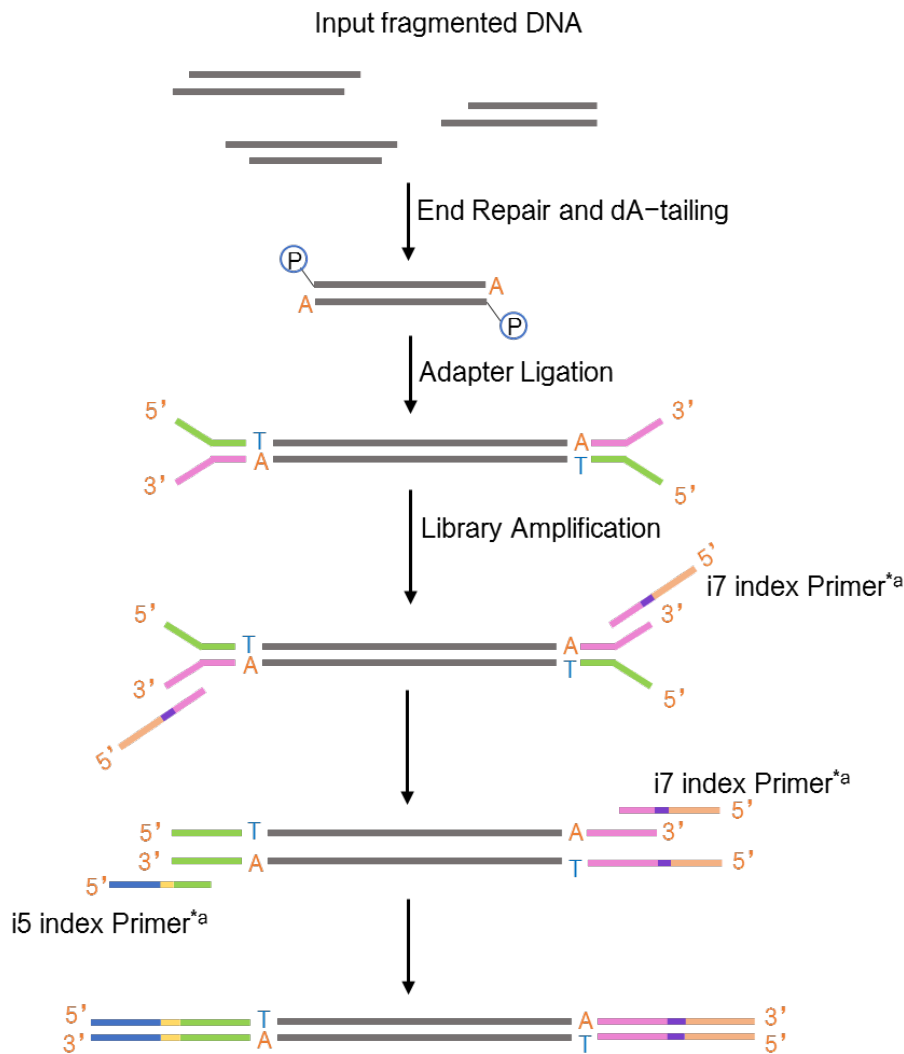 Input fragmented DNA
End Repair and dA-tailing
P
A
A
P
Adapter Ligation
5’
3’
T
A
A
T
3’
5’
Library Amplification
5’
i7 index Primer*a
5’
3’
T
A
A
T
3’
5’
5’
i7 index Primer*a
5’
5’
T
A
3’
3’
A
T
5’
5’
i5 index Primer*a
5’
T
A
3’
3’
A
T
5’